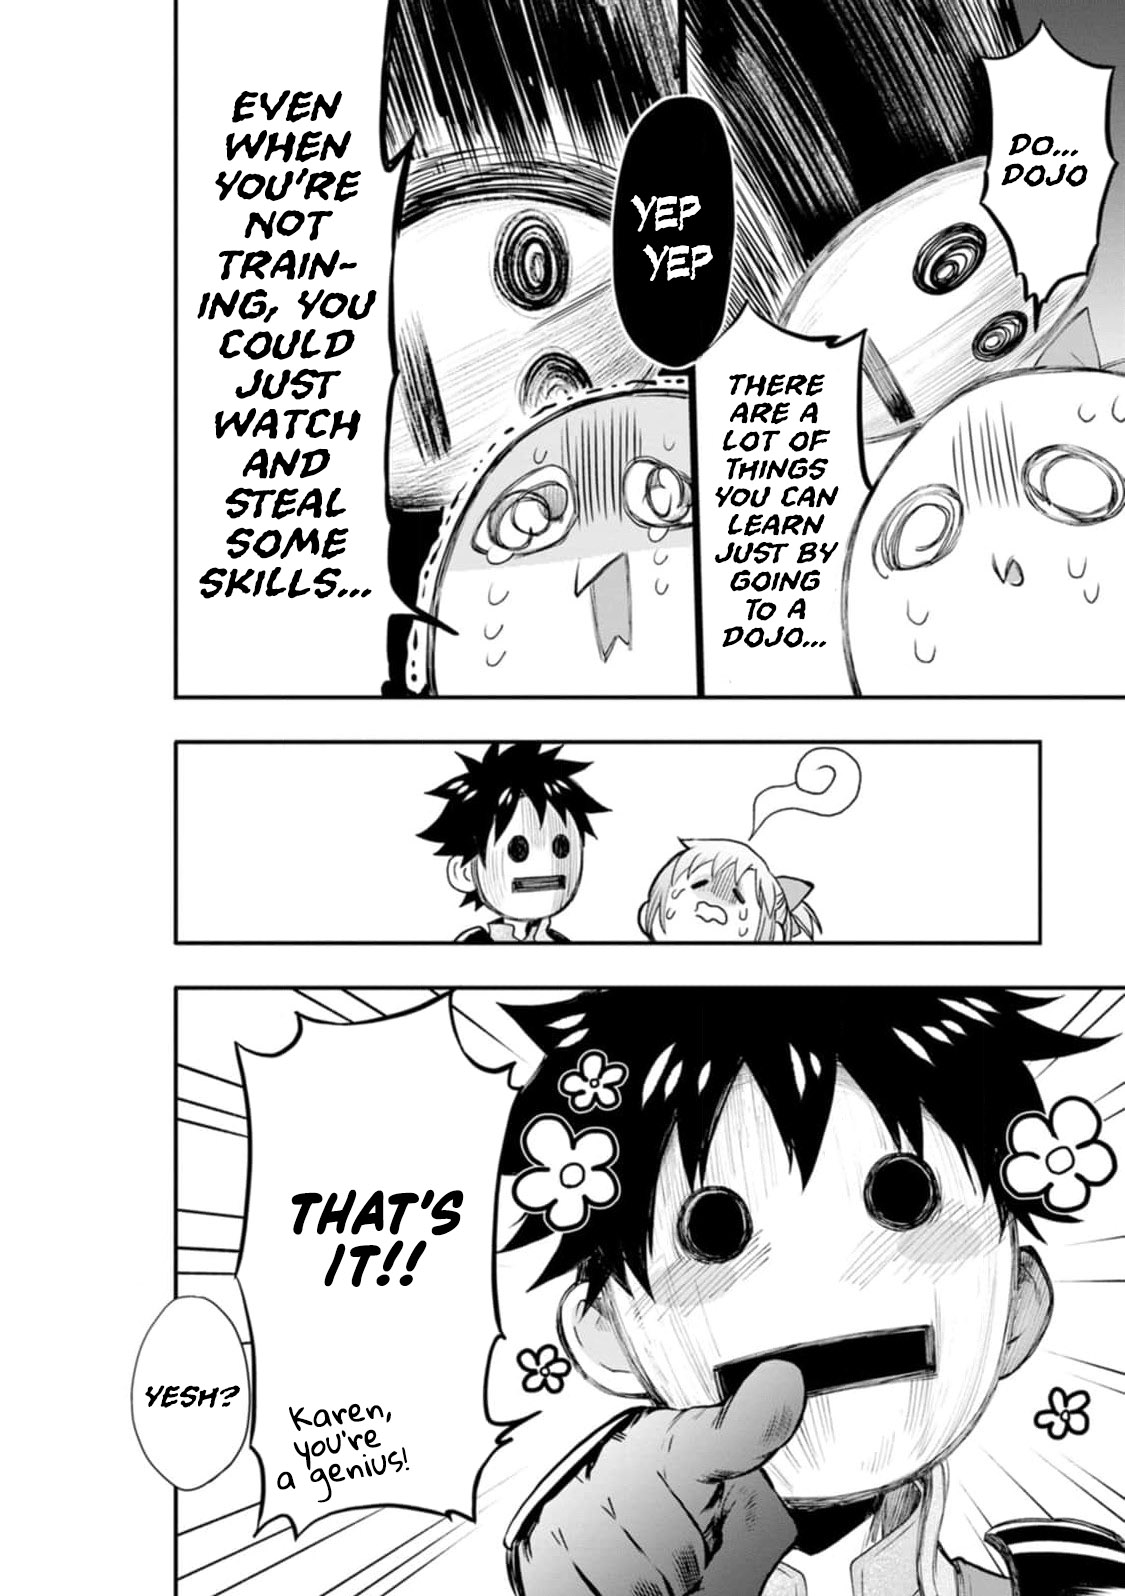 DO...
DOJO
THERE
ARE A
LOT OF
THINGS
YOU CAN
LEARN
JUST BY
GOING
TO A
DOJO...
YEP
YEP
EVEN
WHEN
YOU'RE
NOT
TRAIN-
ING, YOU
COULD
JUST
WATCH
AND
STEAL
SOME
SKILLS...
THAT'S
IT!!
Karen,
you're
a genius!
YESH?